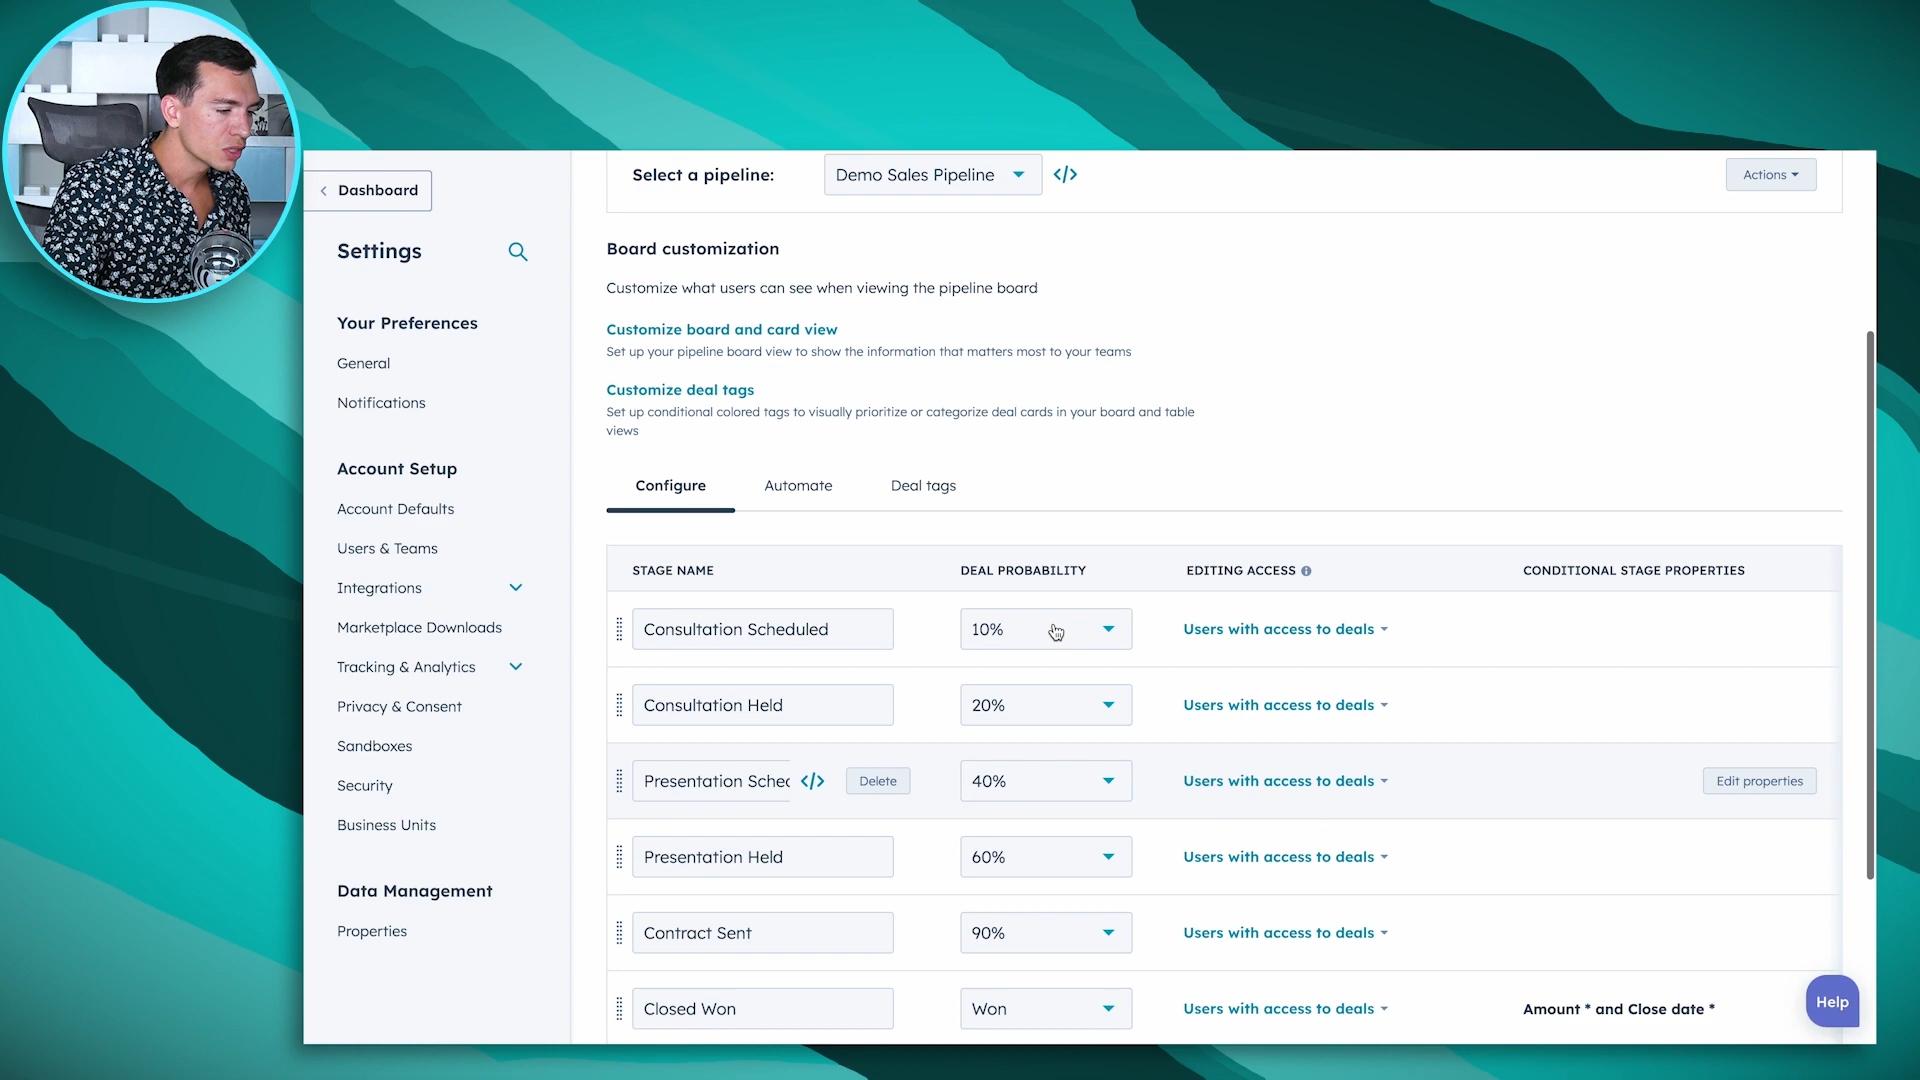 Dashboard
Settings
Your Preferences
General
Notifications
Account Setup
Account Defaults
Users & Teams
Integrations
Marketplace Downloads
Tracking & Analytics
Privacy & Consent
Sandboxes
Security
Business Units
Data Management
Properties
Select a pipeline: Demo Sales Pipeline </> Actions
Board customization
Customize what users can see when viewing the pipeline board
Customize board and card view
Set up your pipeline board view to show the information that matters most to your teams
Customize deal tags
Set up conditional colored tags to visually prioritize or categorize deal cards in your board and table
views
Configure Automate Deal tags
STAGE NAME DEAL PROBABILITY EDITING ACCESS CONDITIONAL STAGE PROPERTIES
Consultation Scheduled 10% Users with access to deals
Consultation Held 20% Users with access to deals
Presentation Sched </> Delete 40% Users with access to deals Edit properties
Presentation Held 60% Users with access to deals
Contract Sent 90% Users with access to deals
Closed Won Won Users with access to deals Amount * and Close date *
Help